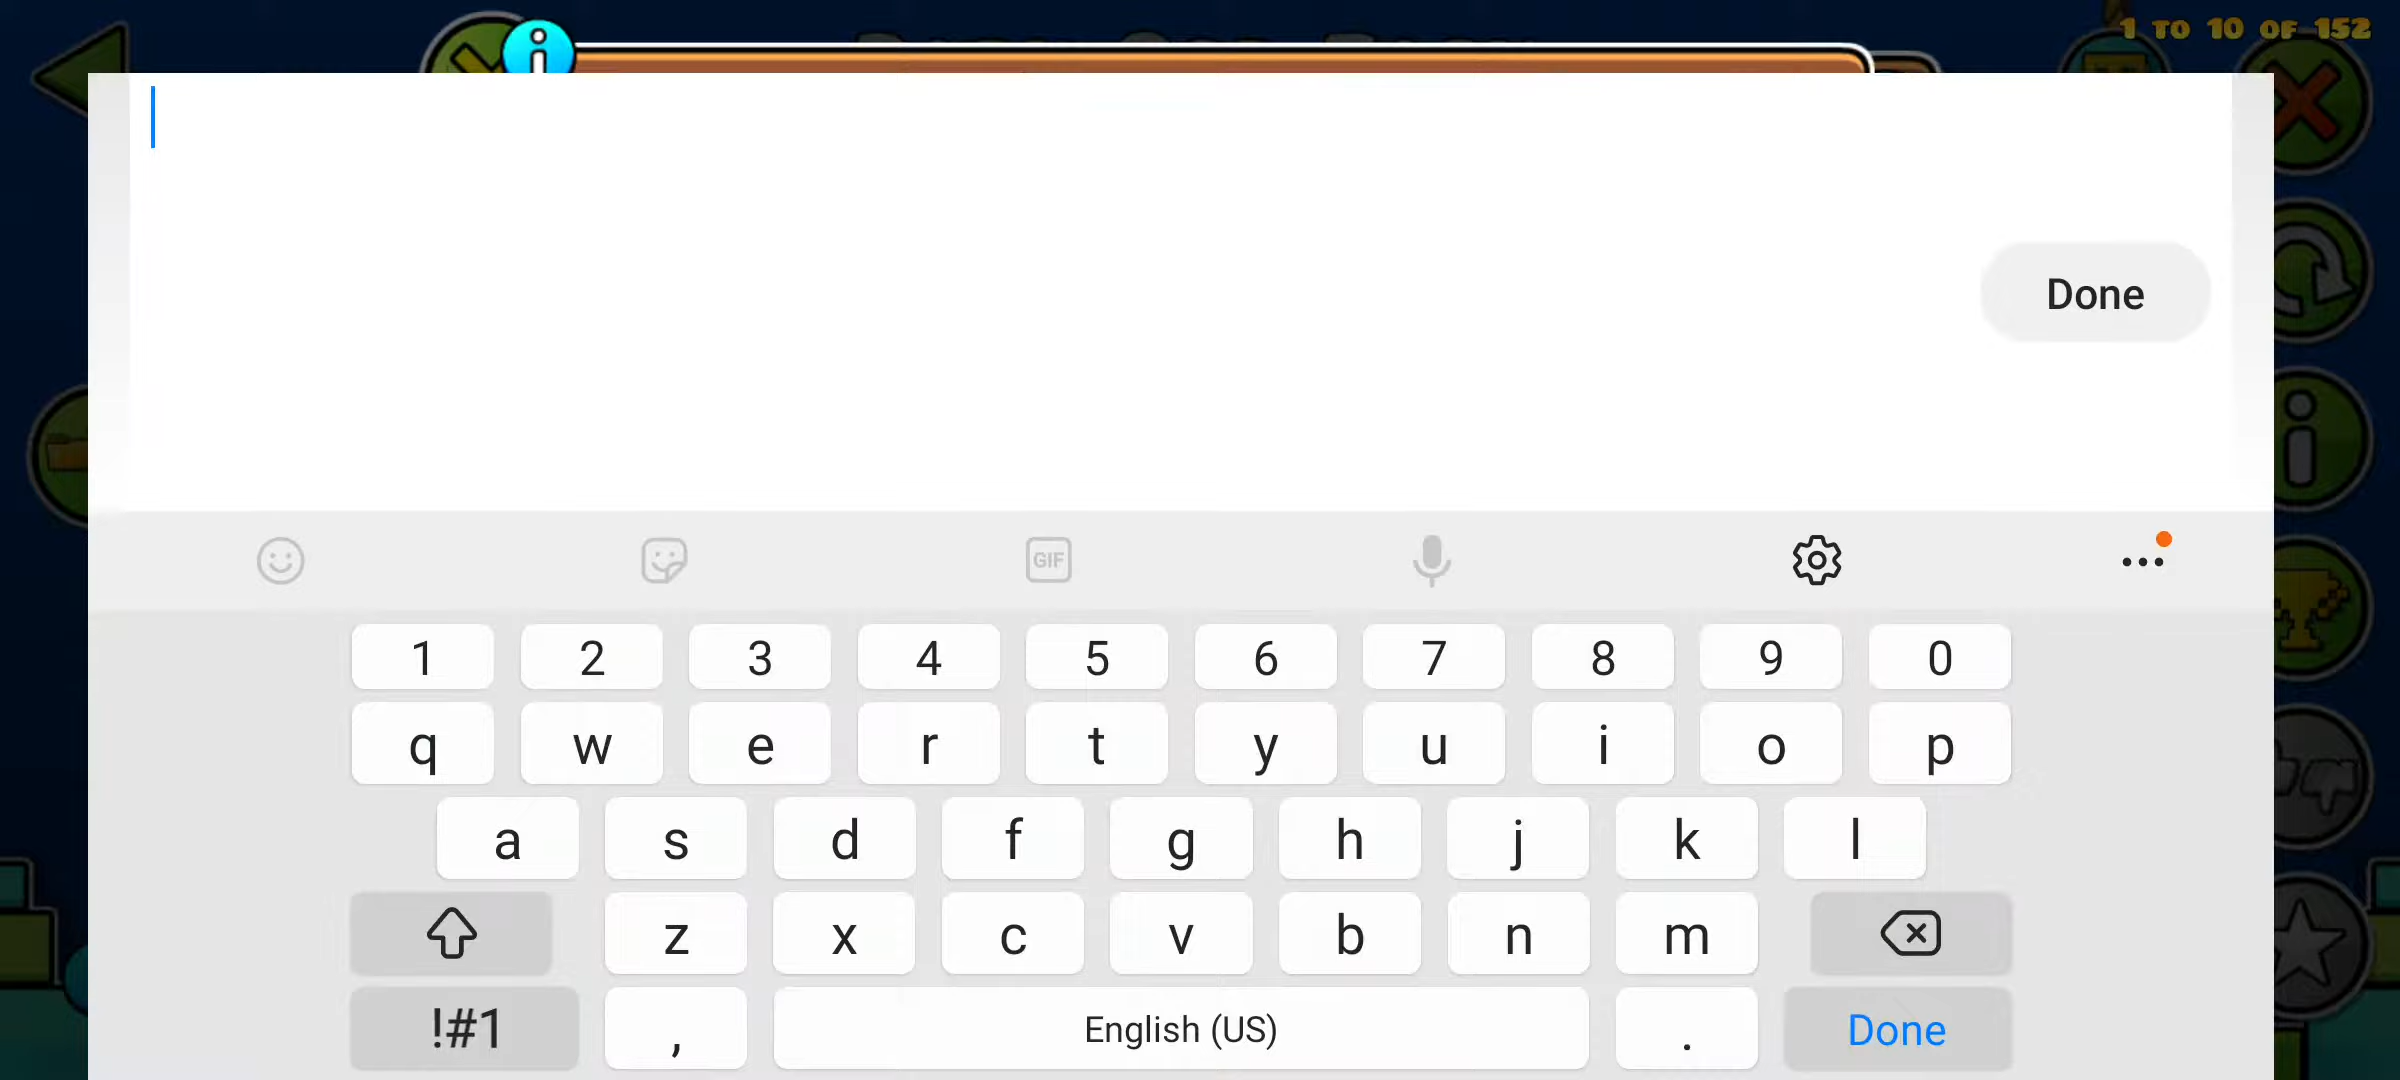 1 TO 10 OF 152
Done
GIF
1 2 3 4 5 6 7 8 9 0
q w e r t y u i o p
a s d f g h j k l
z x c v b n m
!#1 , English (US) . Done